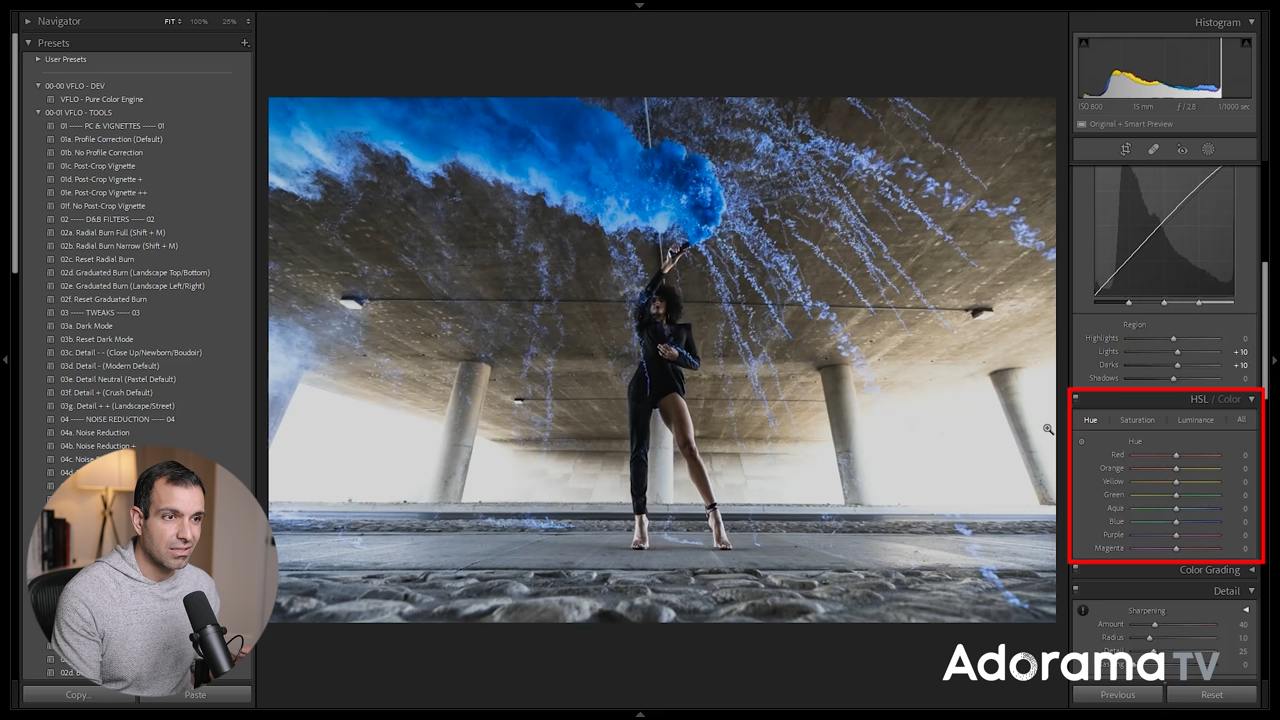 Navigator FIT 100% 25%
Presets +
User Presets
00-00 VFLO - DEV
VFLO - Pure Color Engine
00-01 VFLO - TOOLS
01 ----- PC & VIGNETTES ----- 01
01a. Profile Correction (Default)
01b. No Profile Correction
01c. Post-Crop Vignette
01d. Post-Crop Vignette +
01e. Post-Crop Vignette ++
01f. No Post-Crop Vignette
02 ----- D&B FILTERS ----- 02
02a. Radial Burn Full (Shift + M)
02b. Radial Burn Narrow (Shift + M)
02c. Reset Radial Burn
02d. Graduated Burn (Landscape Top/Bottom)
02e. Graduated Burn (Landscape Left/Right)
02f. Reset Graduated Burn
03 ----- TWEAKS ----- 03
03a. Dark Mode
03b. Reset Dark Mode
03c. Detail - - (Close Up/Newborn/Boudoir)
03d. Detail - (Modern Default)
03e. Detail Neutral (Pastel Default)
03f. Detail + (Crush Default)
03g. Detail ++ (Landscape/Street)
04 ----- NOISE REDUCTION ----- 04
04a. Noise Reduction
04b. Noise Reduction +
04c. Noise
Copy...
Paste
Histogram
ISO 800 15 mm ƒ / 2.8 1/1000 sec
Original + Smart Preview
Region
Highlights 0
Lights +10
Darks +10
Shadows 0
HSL / Color
Hue Saturation Luminance All
Hue
Red 0
Orange 0
Yellow 0
Green 0
Aqua 0
Blue 0
Purple 0
Magenta 0
Color Grading
Detail
Sharpening
Amount 40
Radius 1.0
Detail 25
0
Adorama TV
Previous
Reset